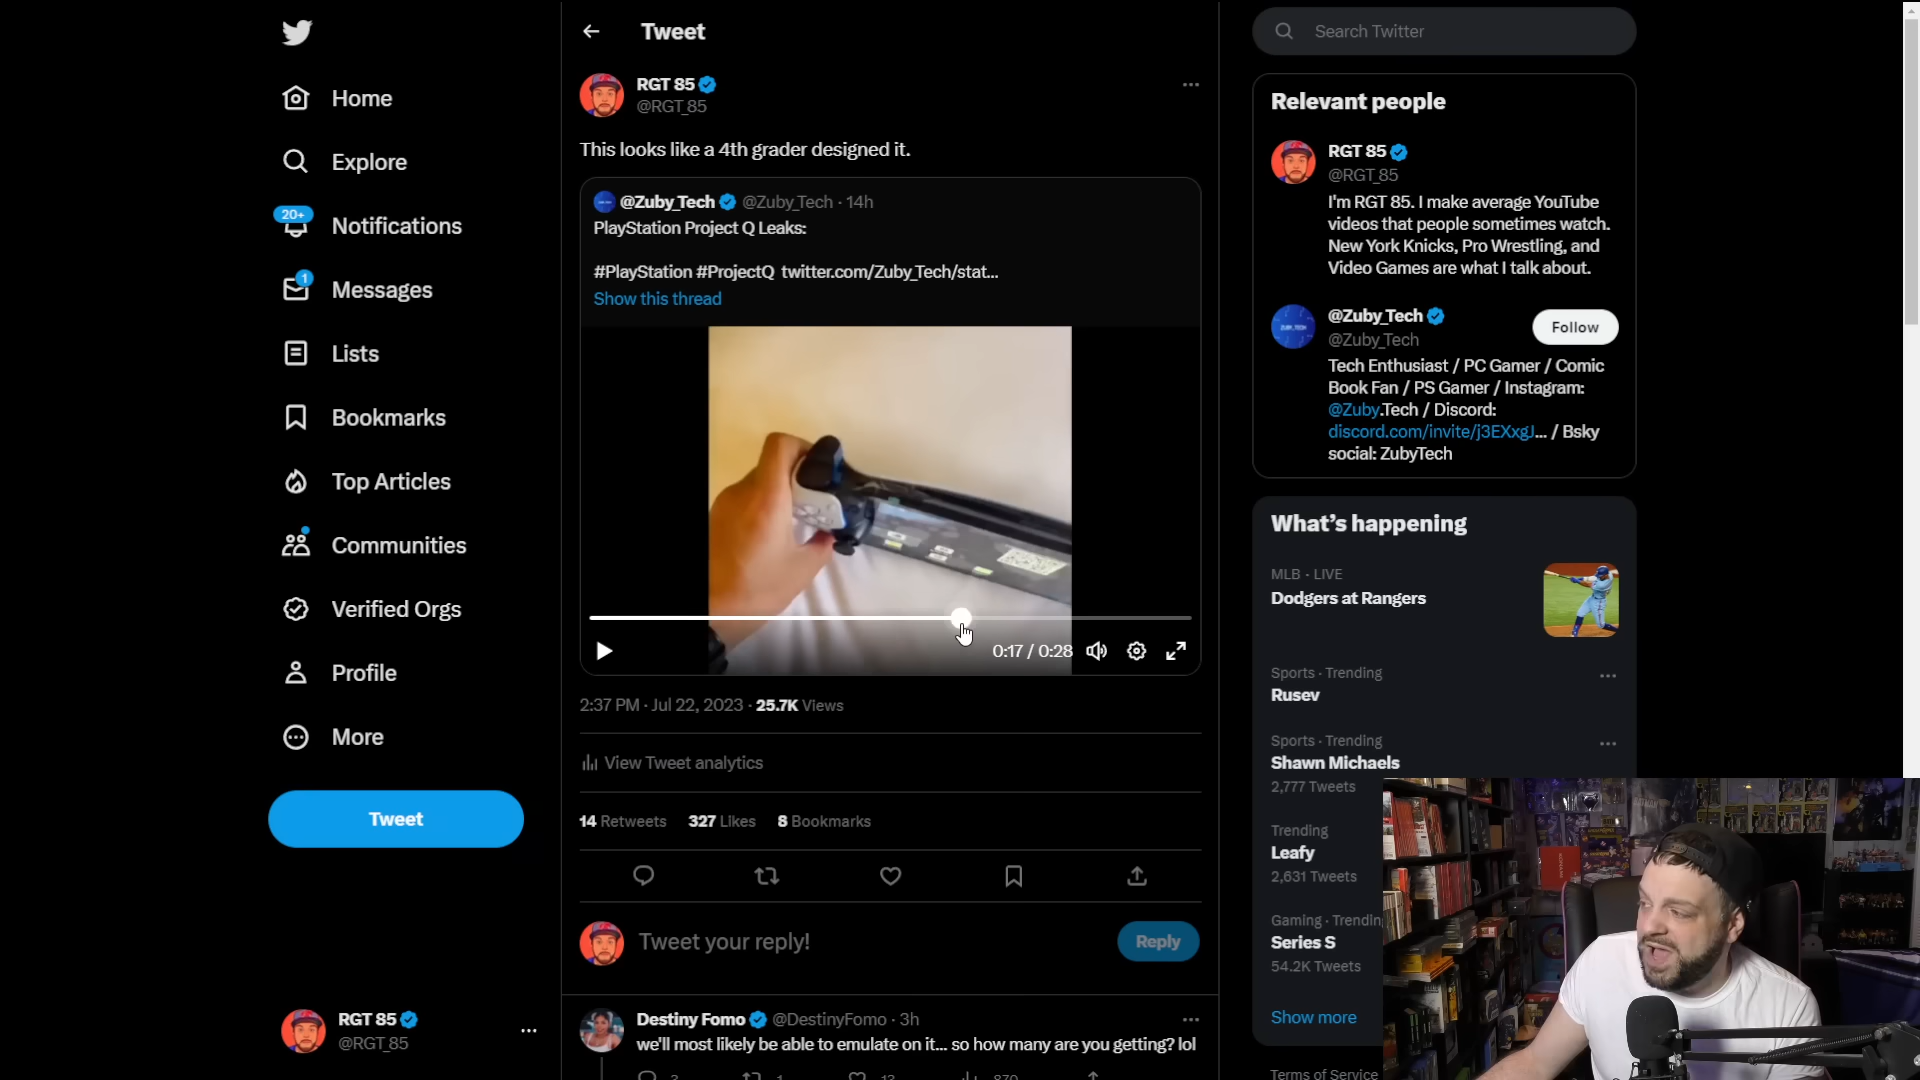 Home
Explore
20+
Notifications
1
Messages
Lists
Bookmarks
Top Articles
Communities
Verified Orgs
Profile
More
Tweet
RGT 85
@RGT_85
Tweet
RGT 85
@RGT_85
This looks like a 4th grader designed it.
@Zuby_Tech @Zuby_Tech · 14h
PlayStation Project Q Leaks:
#PlayStation #ProjectQ twitter.com/Zuby_Tech/stat...
Show this thread
0:17 / 0:28
2:37 PM · Jul 22, 2023 · 25.7K Views
View Tweet analytics
14 Retweets 327 Likes 8 Bookmarks
Tweet your reply!
Reply
Destiny Fomo @DestinyFomo · 3h
we'll most likely be able to emulate on it... so how many are you getting? lol
Search Twitter
Relevant people
RGT 85
@RGT_85
I'm RGT 85. I make average YouTube
videos that people sometimes watch.
New York Knicks, Pro Wrestling, and
Video Games are what I talk about.
@Zuby_Tech
@Zuby_Tech
Follow
Tech Enthusiast / PC Gamer / Comic
Book Fan / PS Gamer / Instagram:
@Zuby.Tech / Discord:
discord.com/invite/j3EXxgJ... / Bsky
social: ZubyTech
What's happening
MLB · LIVE
Dodgers at Rangers
Sports · Trending
Rusev
Sports · Trending
Shawn Michaels
2,777 Tweets
Trending
Leafy
2,631 Tweets
Gaming · Trendin
Series S
54.2K Tweets
Show more
Terms of Service